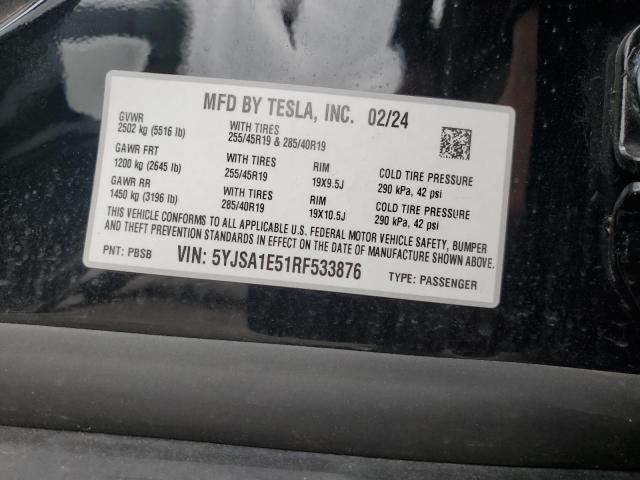 MFD BY TESLA, INC. 02/24
GVWR
2502 kg (5516 lb)
WITH TIRES
255/45R19 & 285/40R19
GAWR FRT
1200 kg (2645 lb)
WITH TIRES
255/45R19
RIM
19X9.5J
COLD TIRE PRESSURE
290 kPa, 42 psi
GAWR RR
1450 kg (3196 lb)
WITH TIRES
285/40R19
RIM
19X10.5J
COLD TIRE PRESSURE
290 kPa, 42 psi
THIS VEHICLE CONFORMS TO ALL APPLICABLE U.S. FEDERAL MOTOR VEHICLE SAFETY, BUMPER
AND THEFT PREVENTION STANDARDS IN EFFECT ON THE DATE OF MANUFACTURE SHOWN ABOVE.
PNT: PBSB
VIN: 5YJSA1E51RF533876
TYPE: PASSENGER